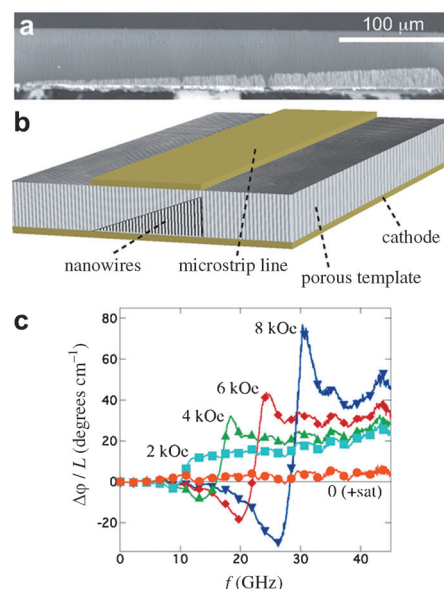 a
100 μm
b
nanowires
microstrip line
porous template
cathode
c
Δφ / L (degrees cm⁻¹)
80
60
40
20
0
-20
8 kOe
6 kOe
4 kOe
2 kOe
0 (+sat)
0 10 20 30 40
f (GHz)